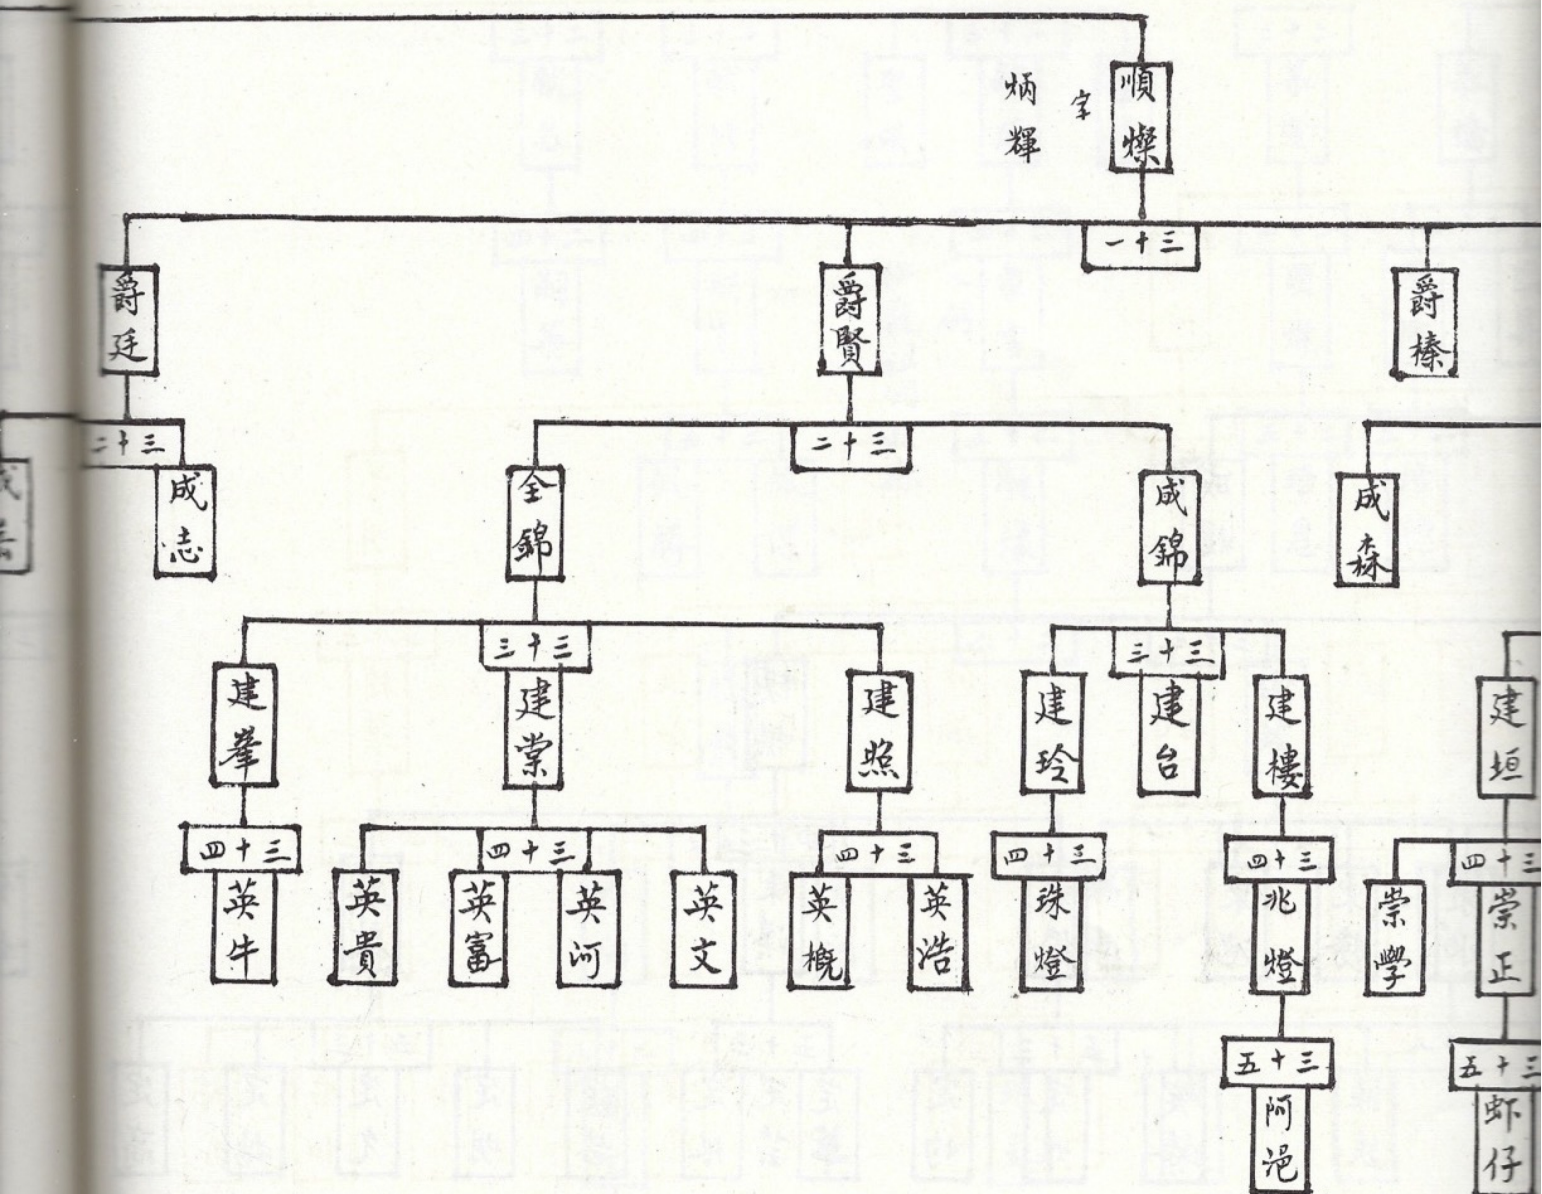 順燦
字
炳輝
一十三
爵榛
爵賢
爵廷
二十三
二十三
成森
成錦
全錦
成志
三十三
三十三
建垣
建樓
建台
建玲
建照
建棠
建峯
四十三
四十三
四十三
四十三
四十三
四十三
崇正
崇學
兆燈
珠燈
英浩
英概
英文
英河
英富
英貴
英牛
五十三
五十三
虾仔
阿浥